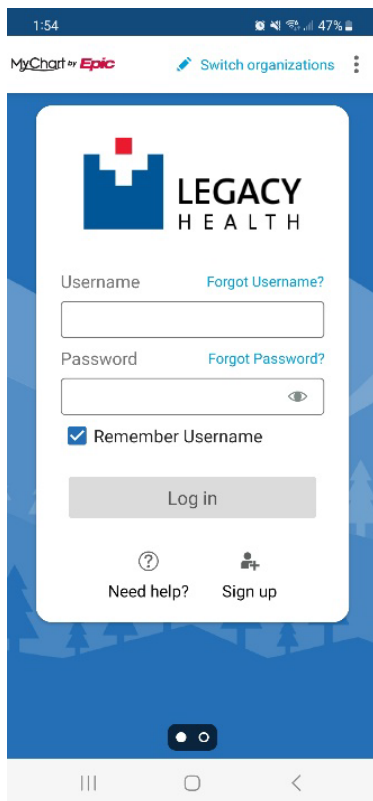 1:54 47%
MyChart by Epic Switch organizations
LEGACY
HEALTH
Username Forgot Username?
Password Forgot Password?
Remember Username
Log in
Need help? Sign up